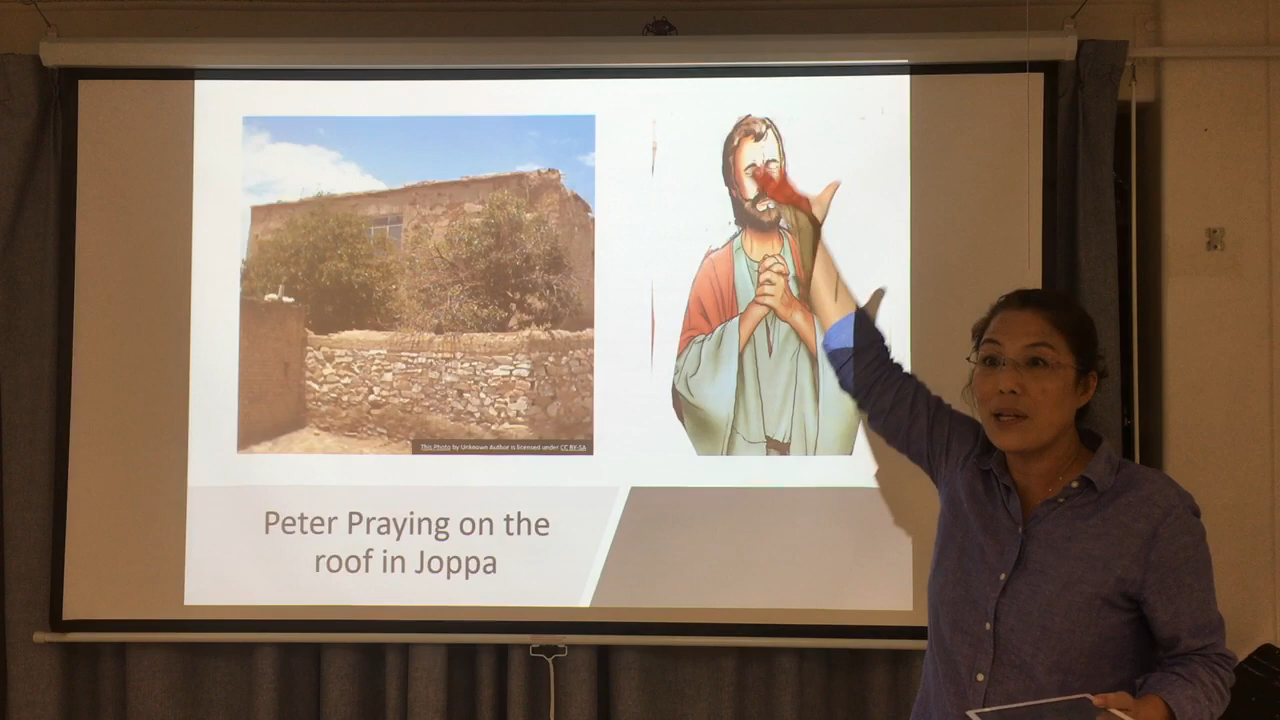 This Photo by Unknown Author is licensed under CC BY-SA
Peter Praying on the
roof in Joppa